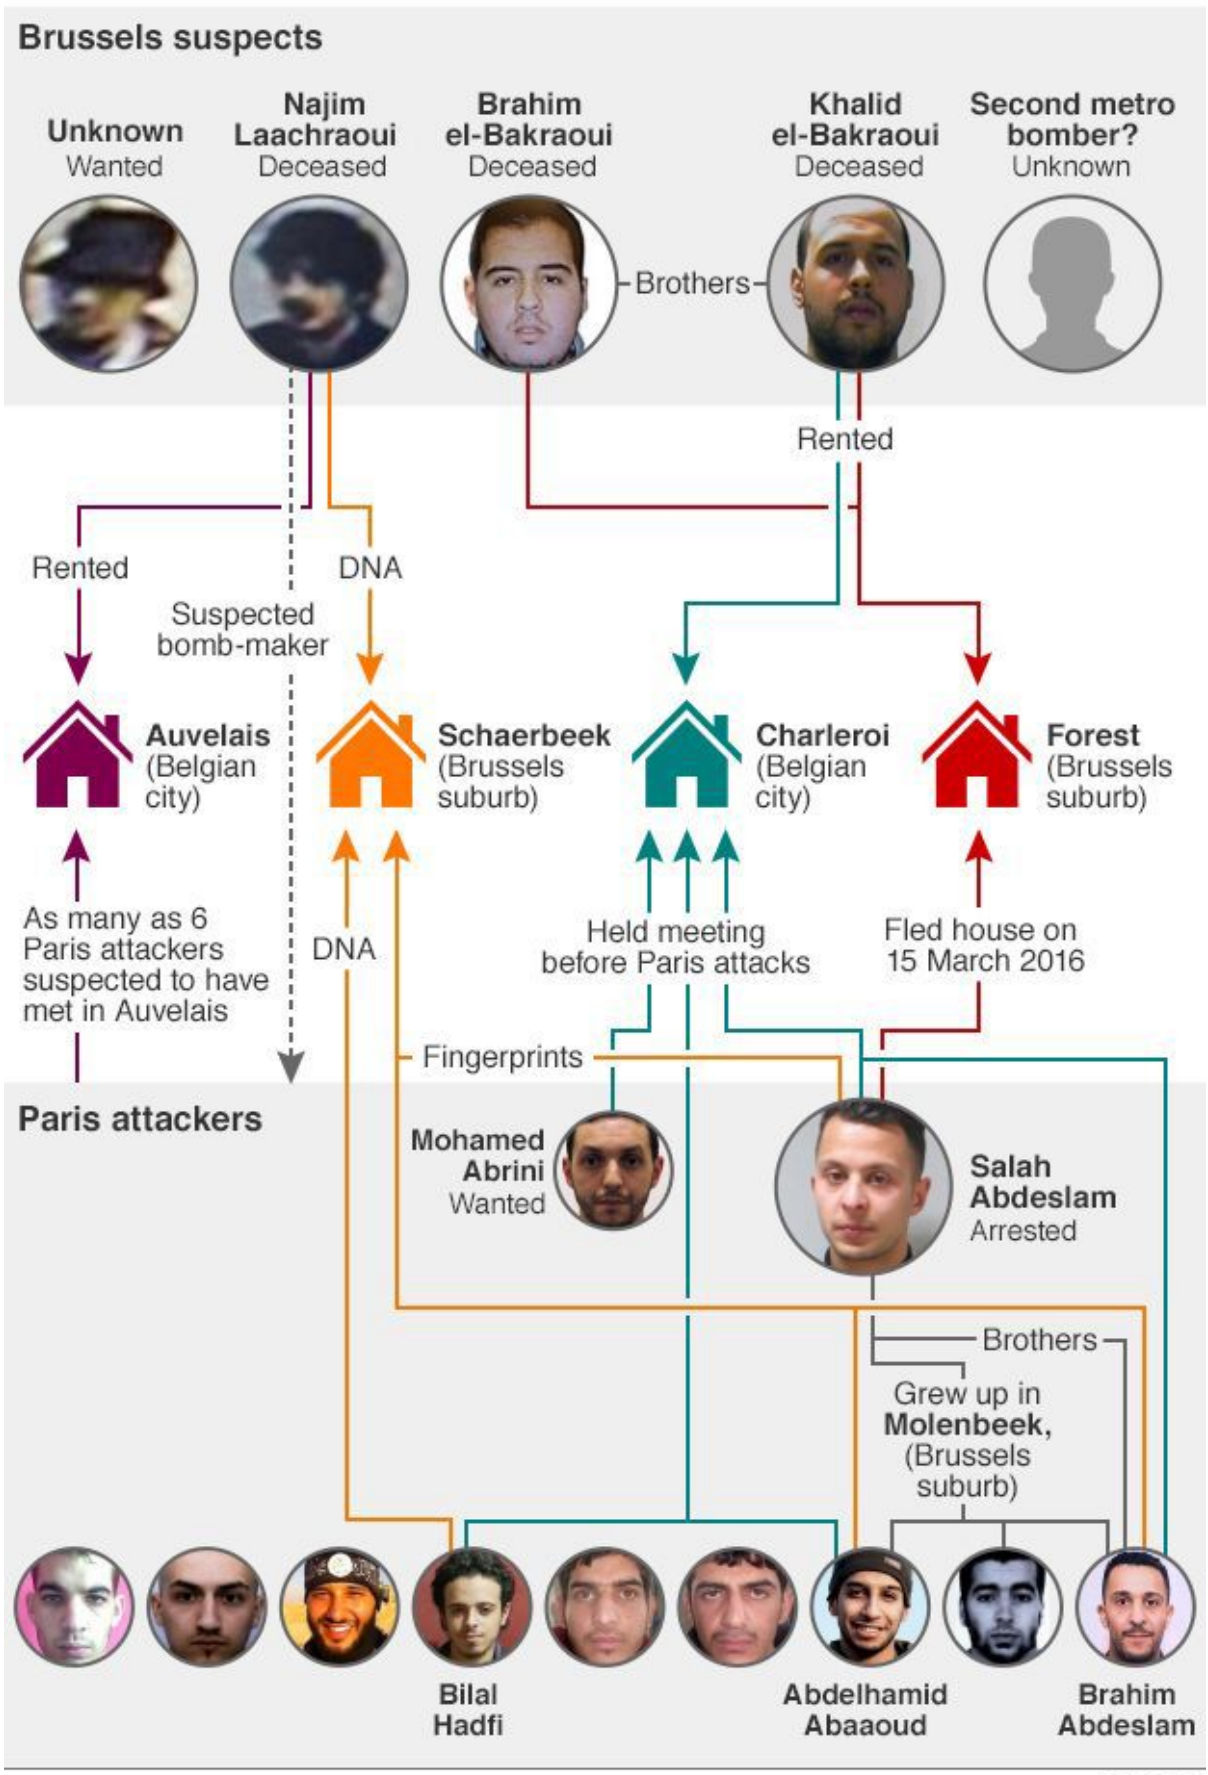 Brussels suspects
Unknown
Wanted
Najim
Laachraoui
Deceased
Brahim
el-Bakraoui
Deceased
Khalid
el-Bakraoui
Deceased
Second metro
bomber?
Unknown
Brothers
Rented
Rented
DNA
Suspected
bomb-maker
Auvelais
(Belgian
city)
Schaerbeek
(Brussels
suburb)
Charleroi
(Belgian
city)
Forest
(Brussels
suburb)
As many as 6
Paris attackers
suspected to have
met in Auvelais
DNA
Held meeting
before Paris attacks
Fled house on
15 March 2016
Fingerprints
Paris attackers
Mohamed
Abrini
Wanted
Salah
Abdeslam
Arrested
Brothers
Grew up in
Molenbeek,
(Brussels
suburb)
Bilal
Hadfi
Abdelhamid
Abaaoud
Brahim
Abdeslam